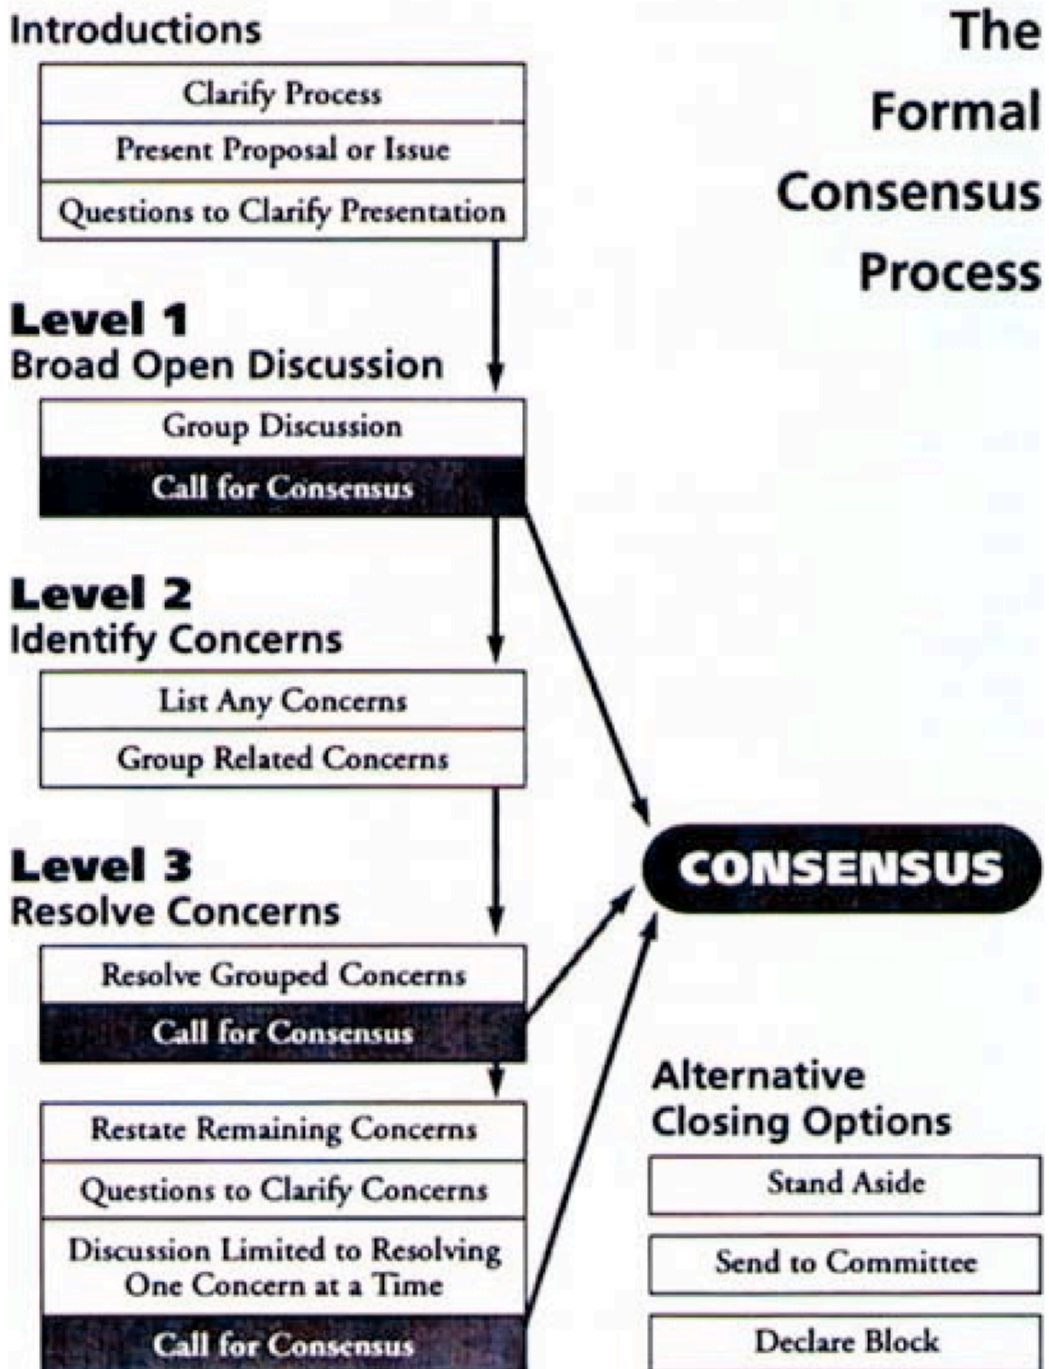 The
Formal
Consensus
Process
Introductions
Clarify Process
Present Proposal or Issue
Questions to Clarify Presentation
Level 1
Broad Open Discussion
Group Discussion
Call for Consensus
Level 2
Identify Concerns
List Any Concerns
Group Related Concerns
Level 3
Resolve Concerns
Resolve Grouped Concerns
Call for Consensus
Restate Remaining Concerns
Questions to Clarify Concerns
Discussion Limited to Resolving
One Concern at a Time
Call for Consensus
CONSENSUS
Alternative
Closing Options
Stand Aside
Send to Committee
Declare Block